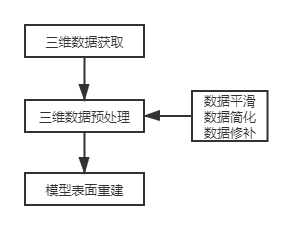 三维数据获取
三维数据预处理
数据平滑
数据简化
数据修补
模型表面重建